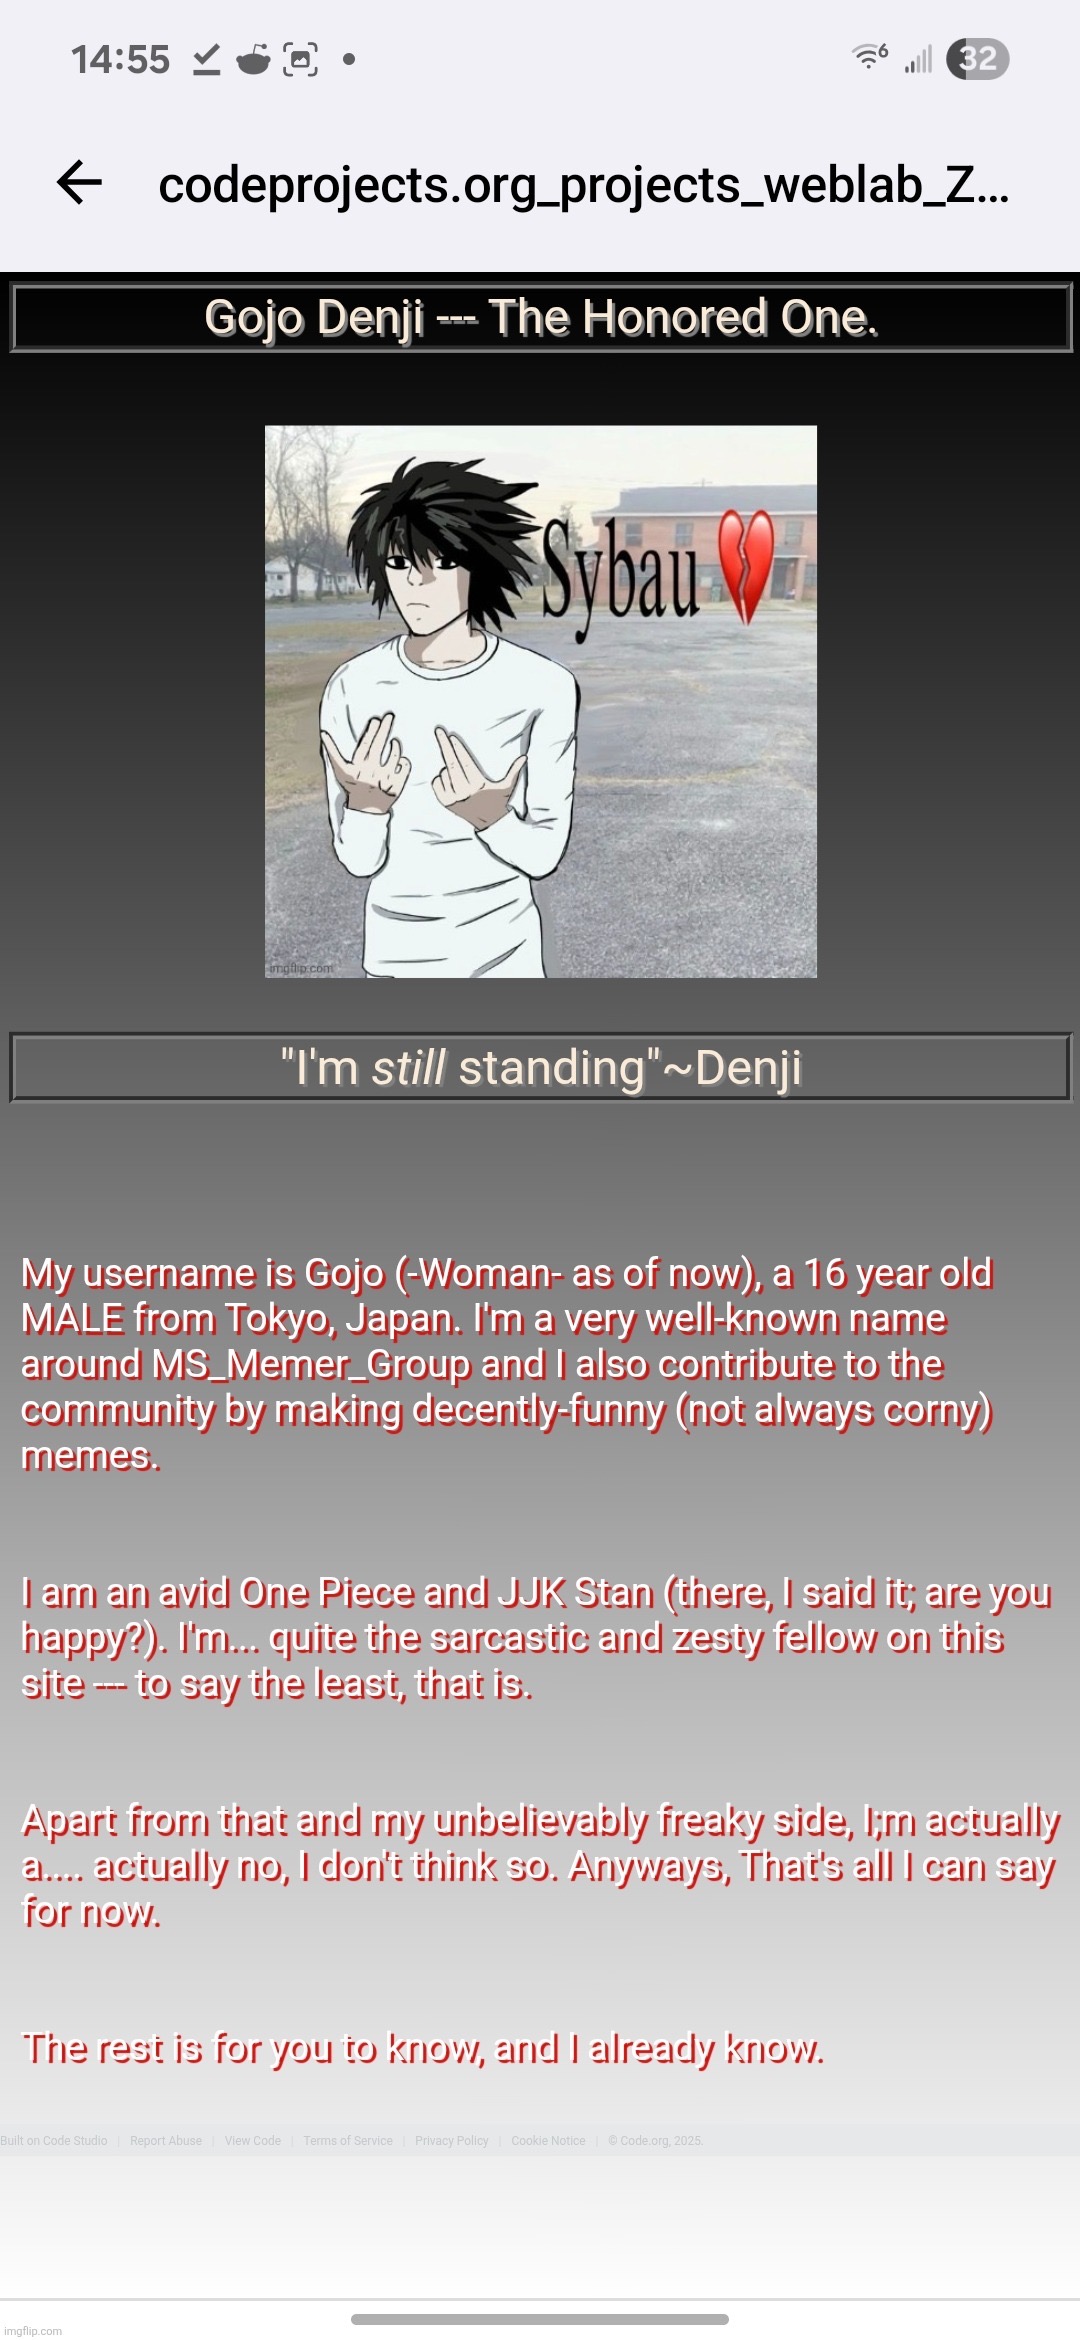 14:55
6
32
codeprojects.org_projects_weblab_Z...
Gojo Denji --- The Honored One.
Sybau
imgflip.com
"I'm still standing"~Denji
My username is Gojo (-Woman- as of now), a 16 year old
MALE from Tokyo, Japan. I'm a very well-known name
around MS_Memer_Group and I also contribute to the
community by making decently-funny (not always corny)
memes.
I am an avid One Piece and JJK Stan (there, I said it; are you
happy?). I'm... quite the sarcastic and zesty fellow on this
site --- to say the least, that is.
Apart from that and my unbelievably freaky side, I;m actually
a.... actually no, I don't think so. Anyways, That's all I can say
for now.
The rest is for you to know, and I already know.
Built on Code Studio | Report Abuse | View Code | Terms of Service | Privacy Policy | Cookie Notice | © Code.org, 2025.
imgflip.com